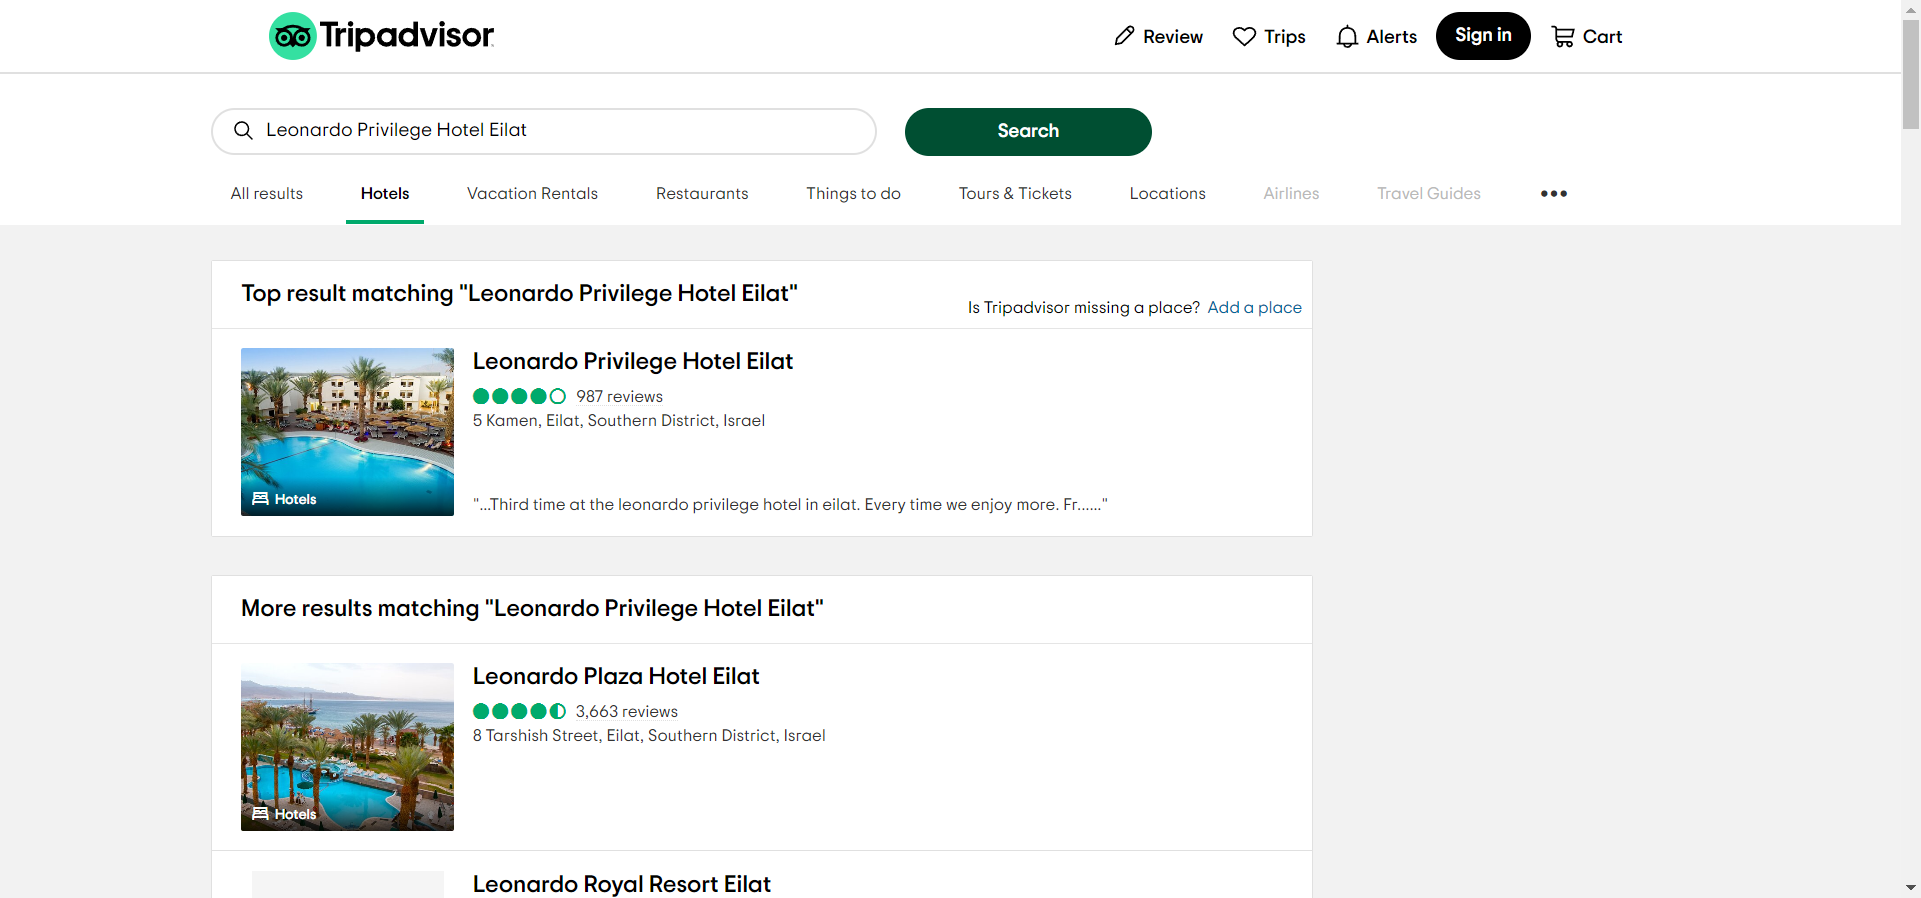 Tripadvisor
Review
Trips
Alerts
Sign in
Cart
Leonardo Privilege Hotel Eilat
Search
All results
Hotels
Vacation Rentals
Restaurants
Things to do
Tours & Tickets
Locations
Airlines
Travel Guides
Top result matching "Leonardo Privilege Hotel Eilat"
Is Tripadvisor missing a place? Add a place
Leonardo Privilege Hotel Eilat
987 reviews
5 Kamen, Eilat, Southern District, Israel
Hotels
"...Third time at the leonardo privilege hotel in eilat. Every time we enjoy more. Fr......"
More results matching "Leonardo Privilege Hotel Eilat"
Leonardo Plaza Hotel Eilat
3,663 reviews
8 Tarshish Street, Eilat, Southern District, Israel
Hotels
Leonardo Royal Resort Eilat